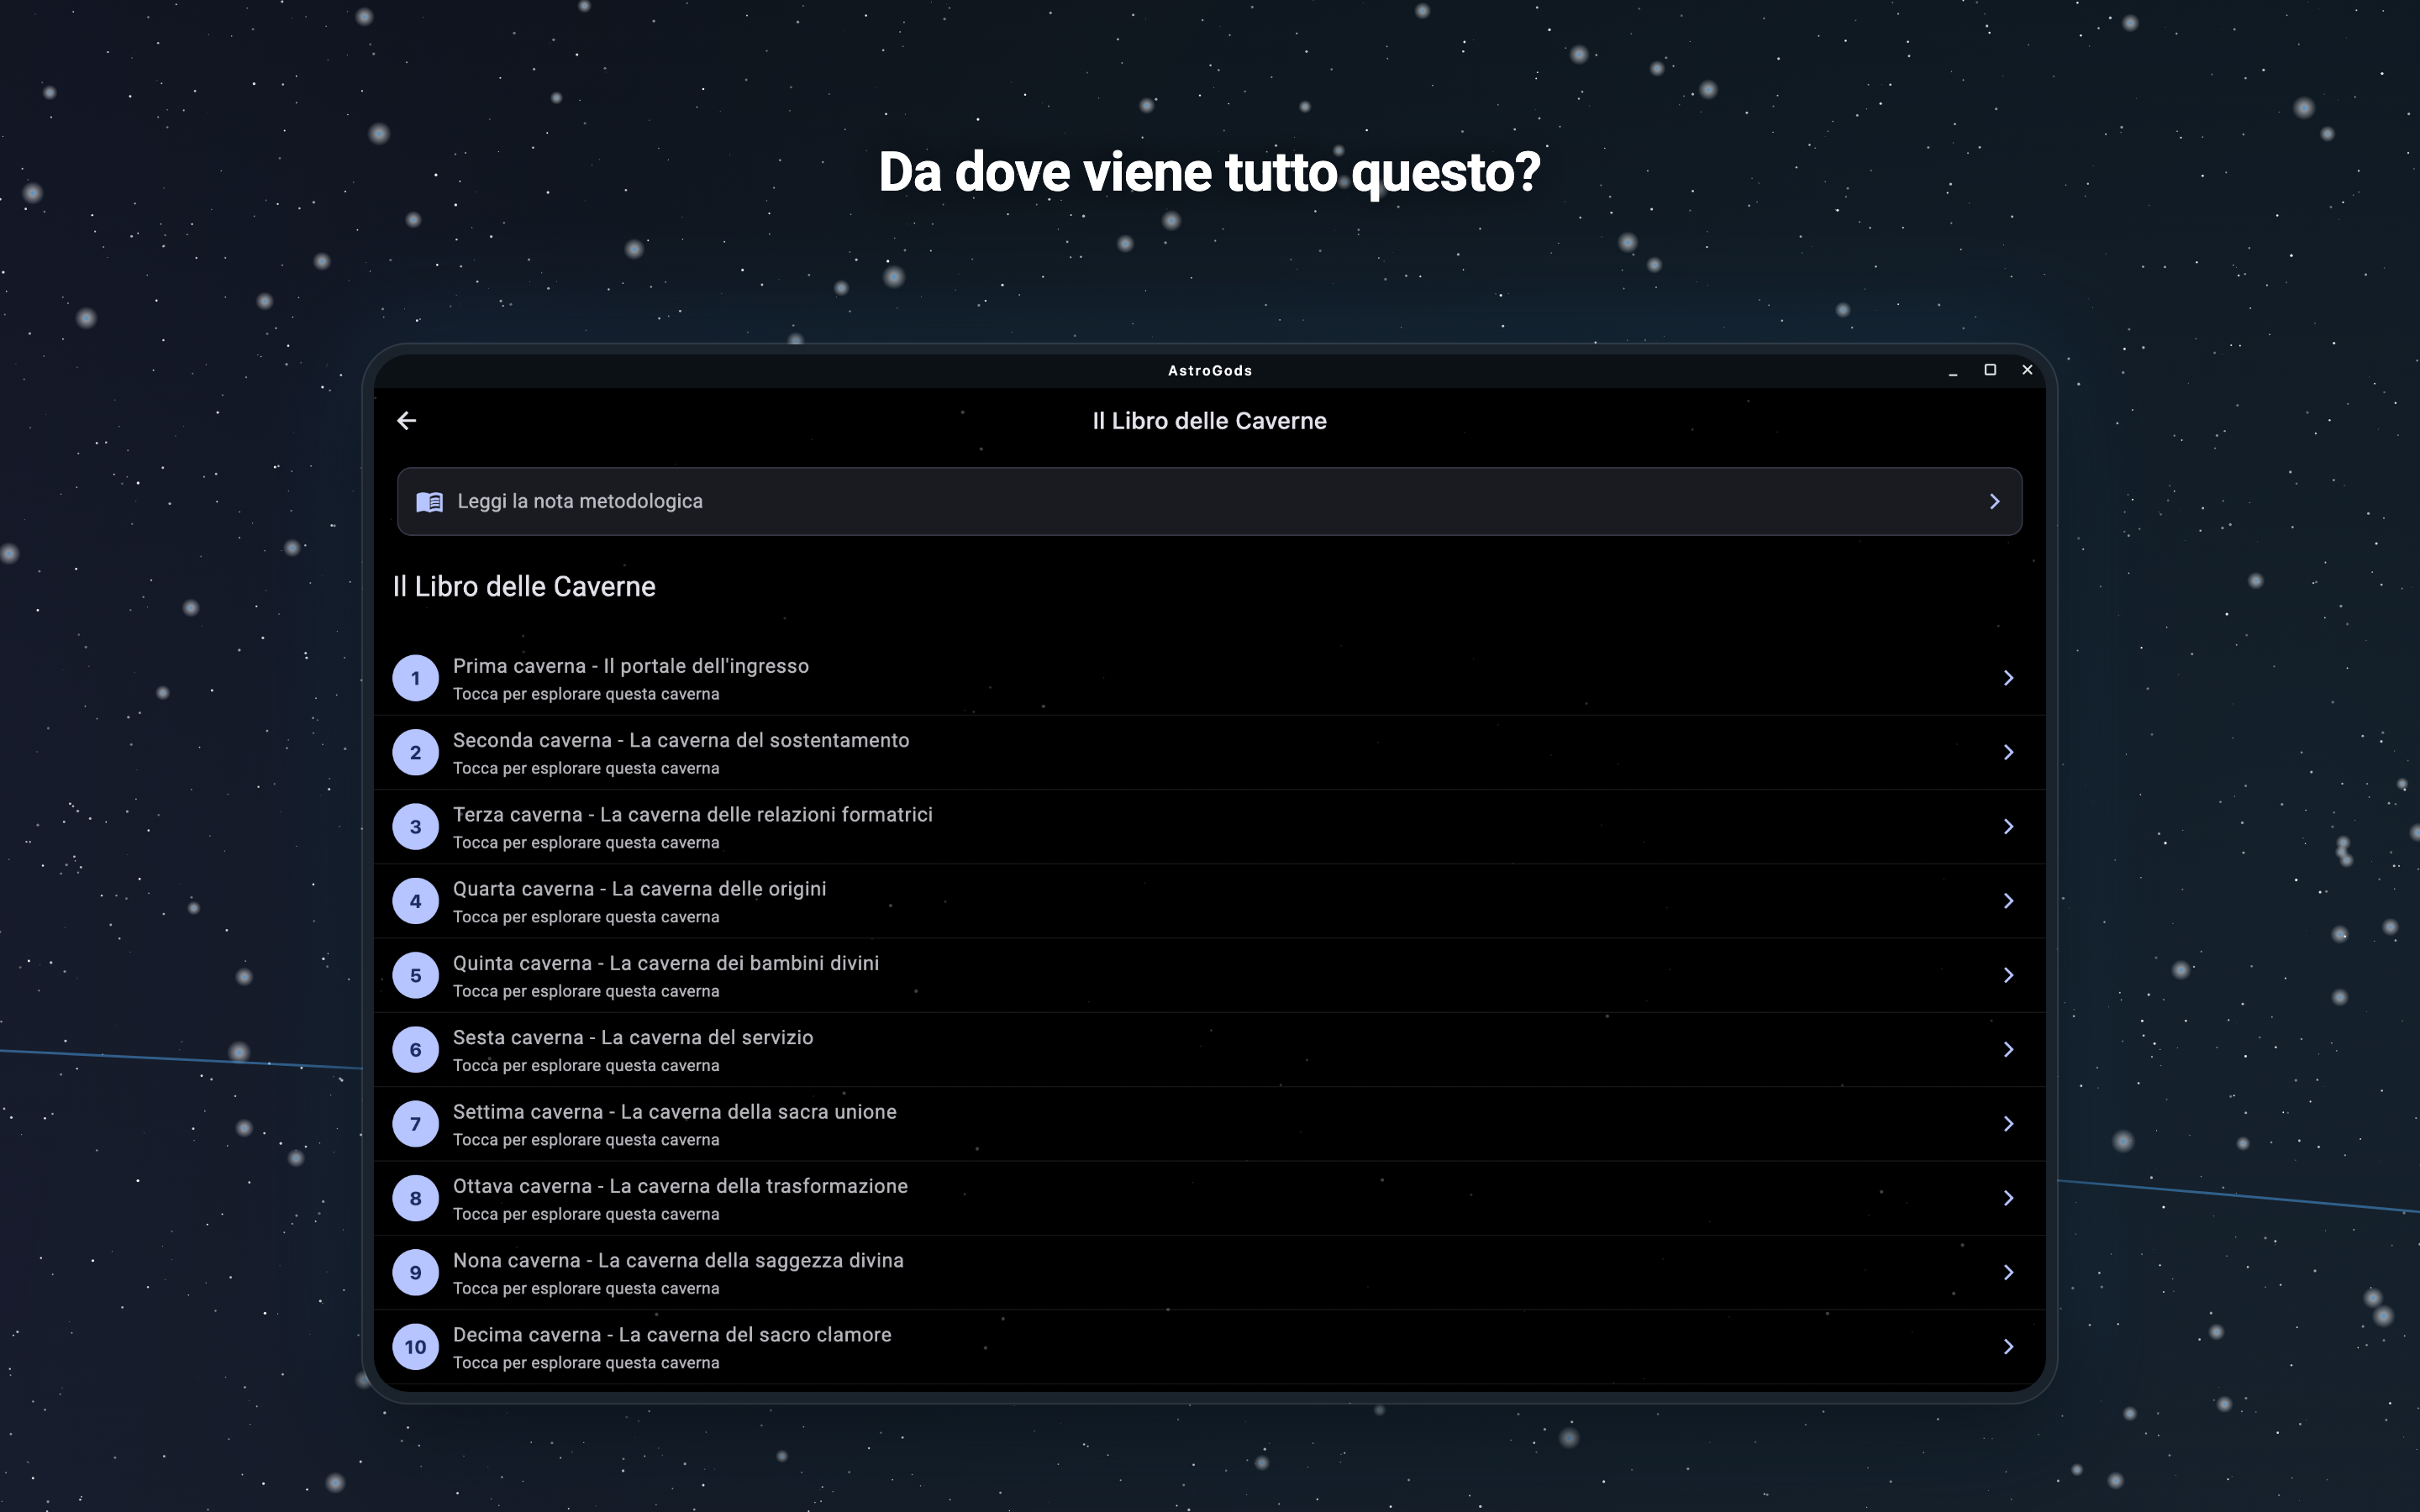 Da dove viene tutto questo?
AstroGods
Il Libro delle Caverne
Leggi la nota metodologica
Il Libro delle Caverne
1
Prima caverna - Il portale dell'ingresso
Tocca per esplorare questa caverna
2
Seconda caverna - La caverna del sostentamento
Tocca per esplorare questa caverna
3
Terza caverna - La caverna delle relazioni formatrici
Tocca per esplorare questa caverna
4
Quarta caverna - La caverna delle origini
Tocca per esplorare questa caverna
5
Quinta caverna - La caverna dei bambini divini
Tocca per esplorare questa caverna
6
Sesta caverna - La caverna del servizio
Tocca per esplorare questa caverna
7
Settima caverna - La caverna della sacra unione
Tocca per esplorare questa caverna
8
Ottava caverna - La caverna della trasformazione
Tocca per esplorare questa caverna
9
Nona caverna - La caverna della saggezza divina
Tocca per esplorare questa caverna
10
Decima caverna - La caverna del sacro clamore
Tocca per esplorare questa caverna